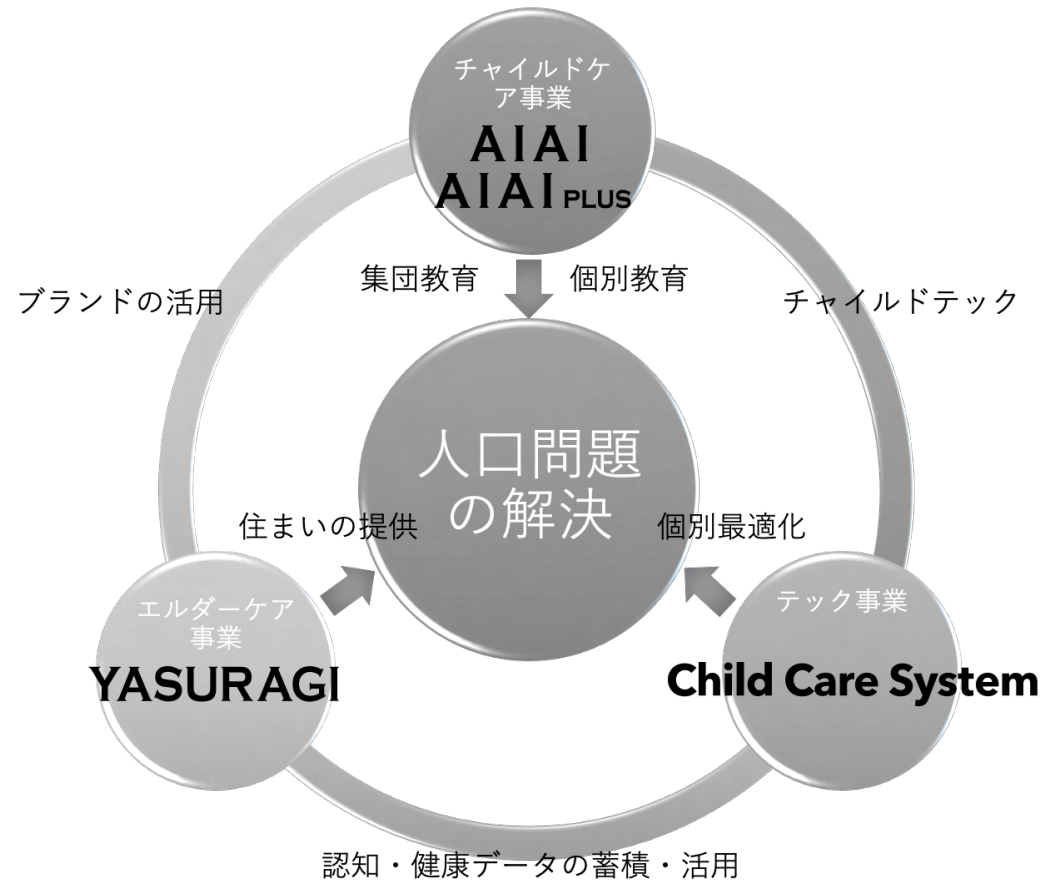 チャイルドケ
ア事業
AIAI
AIAI PLUS
集団教育
個別教育
ブランドの活用
チャイルドテック
人口問題
の解決
住まいの提供
個別最適化
エルダーケア
事業
YASURAGI
テック事業
Child Care System
認知・健康データの蓄積・活用